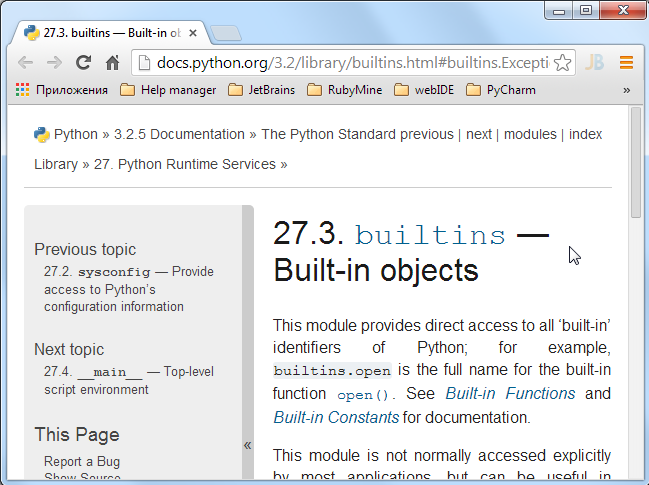 27.3. builtins — Built-in ob
docs.python.org/3.2/library/builtins.html#builtins.Excepti
JB
Приложения Help manager JetBrains RubyMine webIDE PyCharm »
Python » 3.2.5 Documentation » The Python Standard previous | next | modules | index
Library » 27. Python Runtime Services »
Previous topic
27.2. sysconfig — Provide
access to Python's
configuration information
Next topic
27.4. __main__ — Top-level
script environment
This Page
Report a Bug
Show Source
«
27.3. builtins —
Built-in objects
This module provides direct access to all ‘built-in’
identifiers of Python; for example,
builtins.open is the full name for the built-in
function open(). See Built-in Functions and
Built-in Constants for documentation.
This module is not normally accessed explicitly
by most applications, but can be useful in